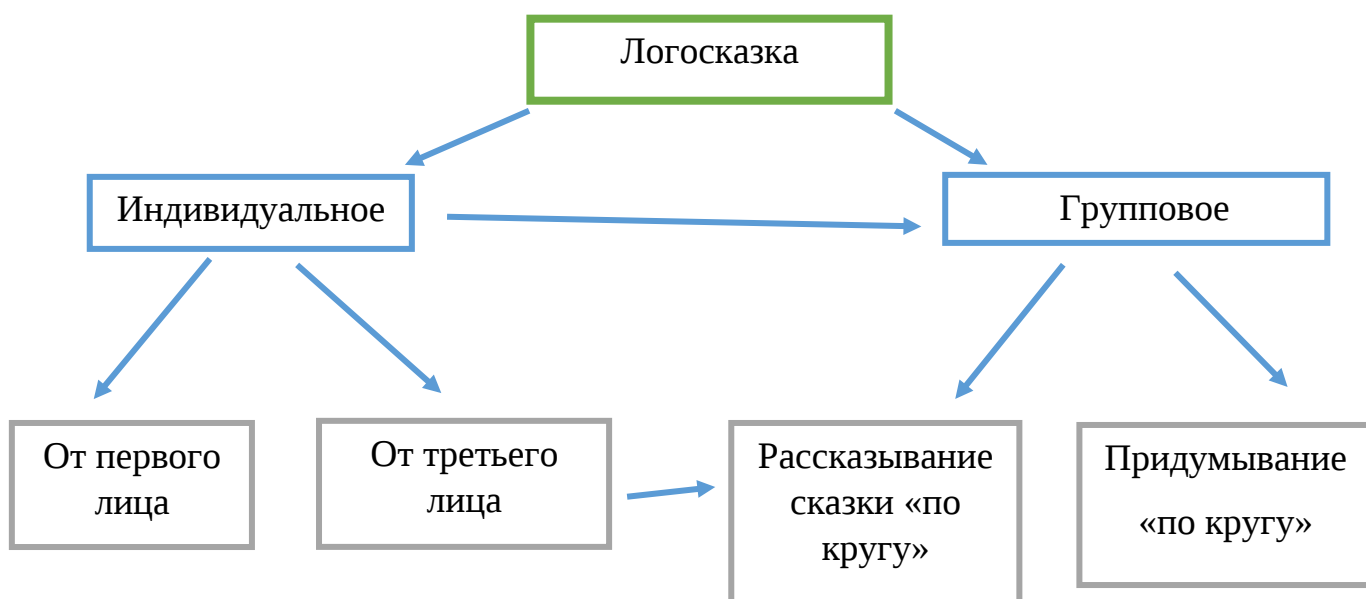 Логосказка
Индивидуальное
Групповое
От первого
лица
От третьего
лица
Рассказывание
сказки «по
кругу»
Придумывание
«по кругу»